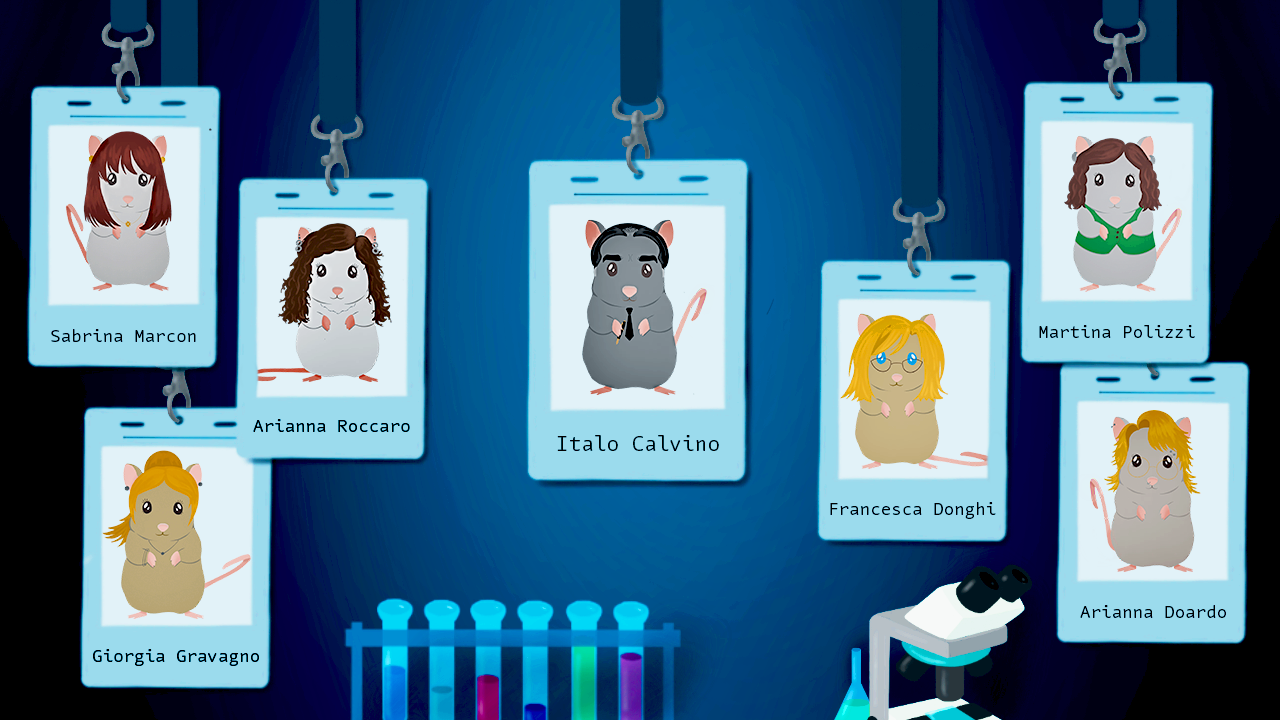 Sabrina Marcon
Arianna Roccaro
Giorgia Gravagno
Italo Calvino
Francesca Donghi
Martina Polizzi
Arianna Doardo